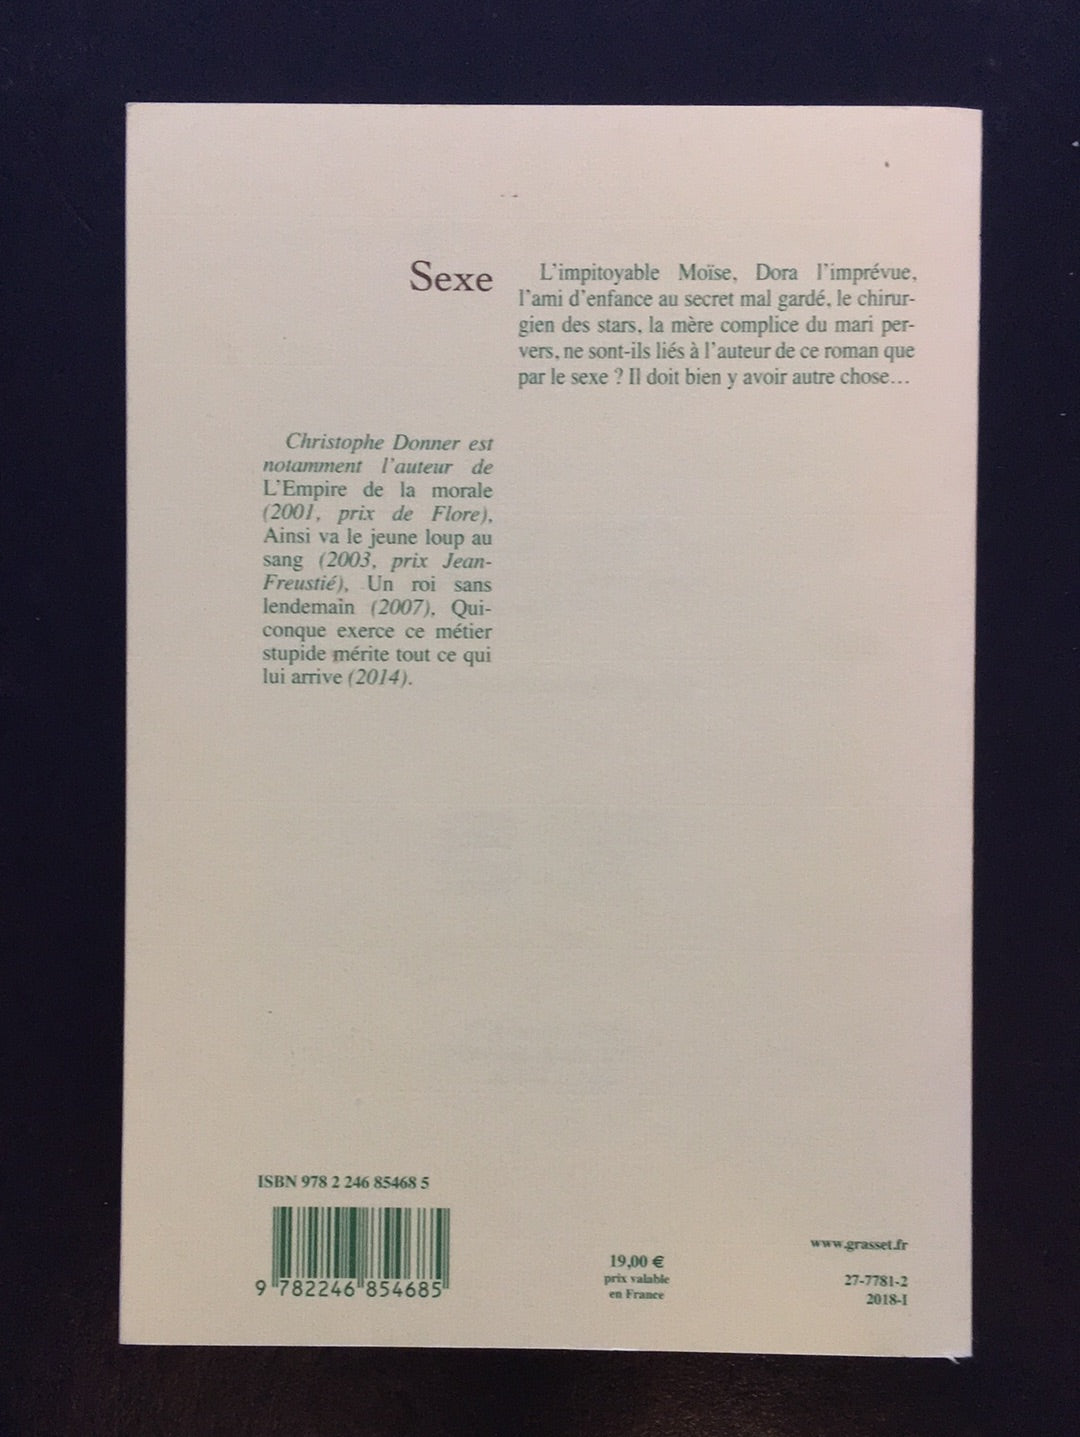 Sexe
L'impitoyable Moïse, Dora l'imprévue,
l'ami d'enfance au secret mal gardé, le chirur-
gien des stars, la mère complice du mari per-
vers, ne sont-ils liés à l'auteur de ce roman que
par le sexe ? Il doit bien y avoir autre chose...
Christophe Donner est
notamment l'auteur de
L'Empire de la morale
(2001, prix de Flore),
Ainsi va le jeune loup au
sang (2003, prix Jean-
Freustié), Un roi sans
lendemain (2007), Qui-
conque exerce ce métier
stupide mérite tout ce qui
lui arrive (2014).
ISBN 978 2 246 85468 5
9 782246 854685
19,00 €
prix valable
en France
www.grasset.fr
27-7781-2
2018-I